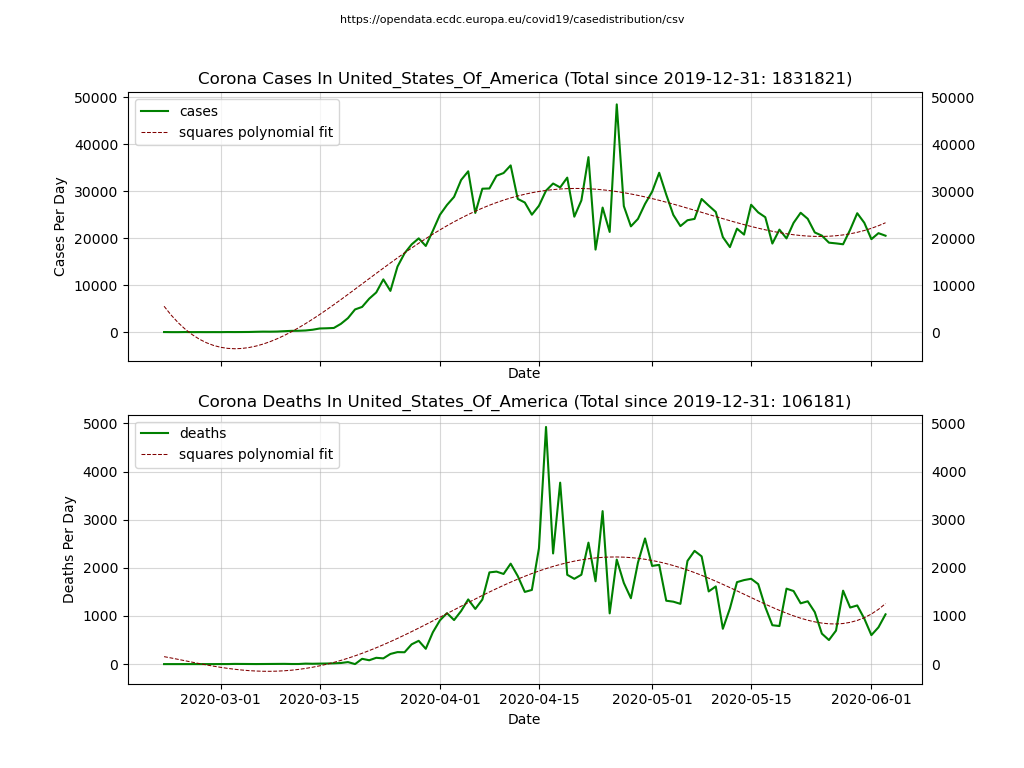 https://opendata.ecdc.europa.eu/covid19/casedistribution/csv
Corona Cases In United_States_Of_America (Total since 2019-12-31: 1831821)
cases
squares polynomial fit
Cases Per Day
50000
40000
30000
20000
10000
0
50000
40000
30000
20000
10000
0
Date
Corona Deaths In United_States_Of_America (Total since 2019-12-31: 106181)
deaths
squares polynomial fit
Deaths Per Day
5000
4000
3000
2000
1000
0
5000
4000
3000
2000
1000
0
2020-03-01 2020-03-15 2020-04-01 2020-04-15 2020-05-01 2020-05-15 2020-06-01
Date